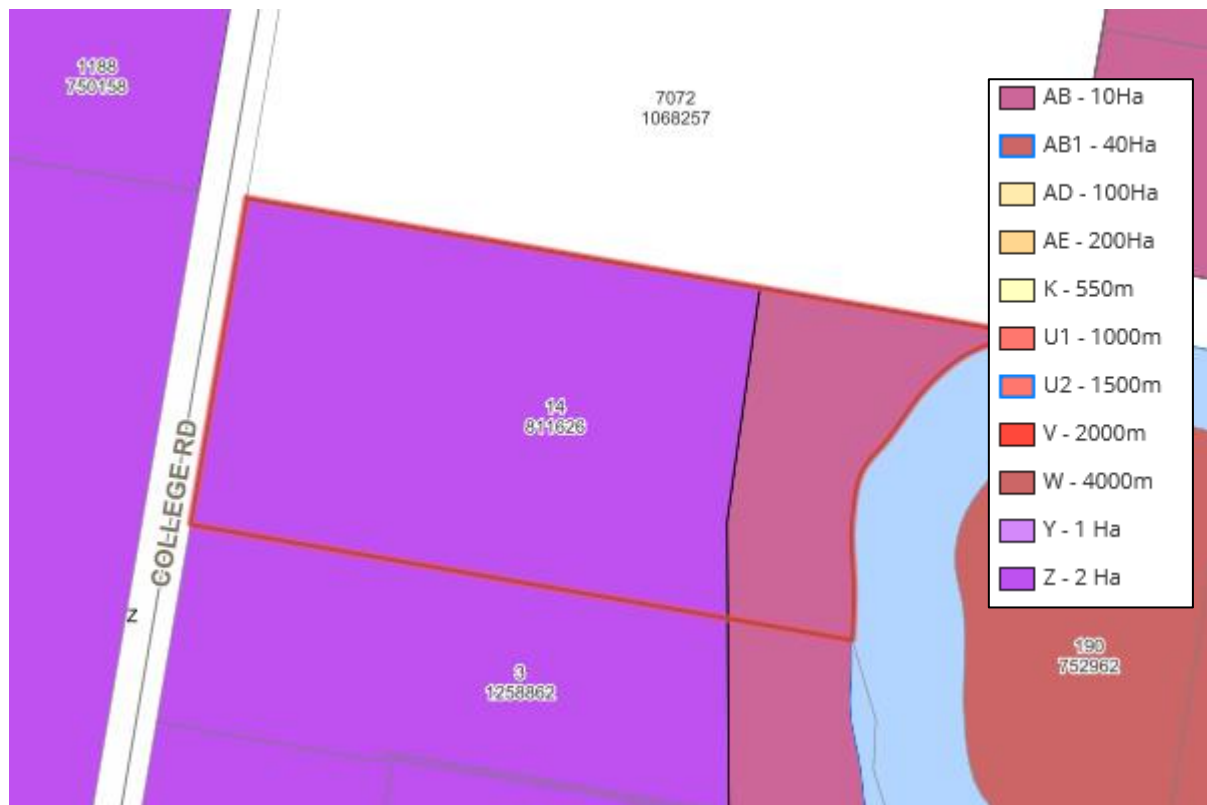 1188
750158
7072
1068257
AB - 10Ha
AB1 - 40Ha
AD - 100Ha
AE - 200Ha
K - 550m
U1 - 1000m
U2 - 1500m
V - 2000m
W - 4000m
Y - 1 Ha
Z - 2 Ha
14
811626
COLLEGE RD
Z
3
1258862
190
752962